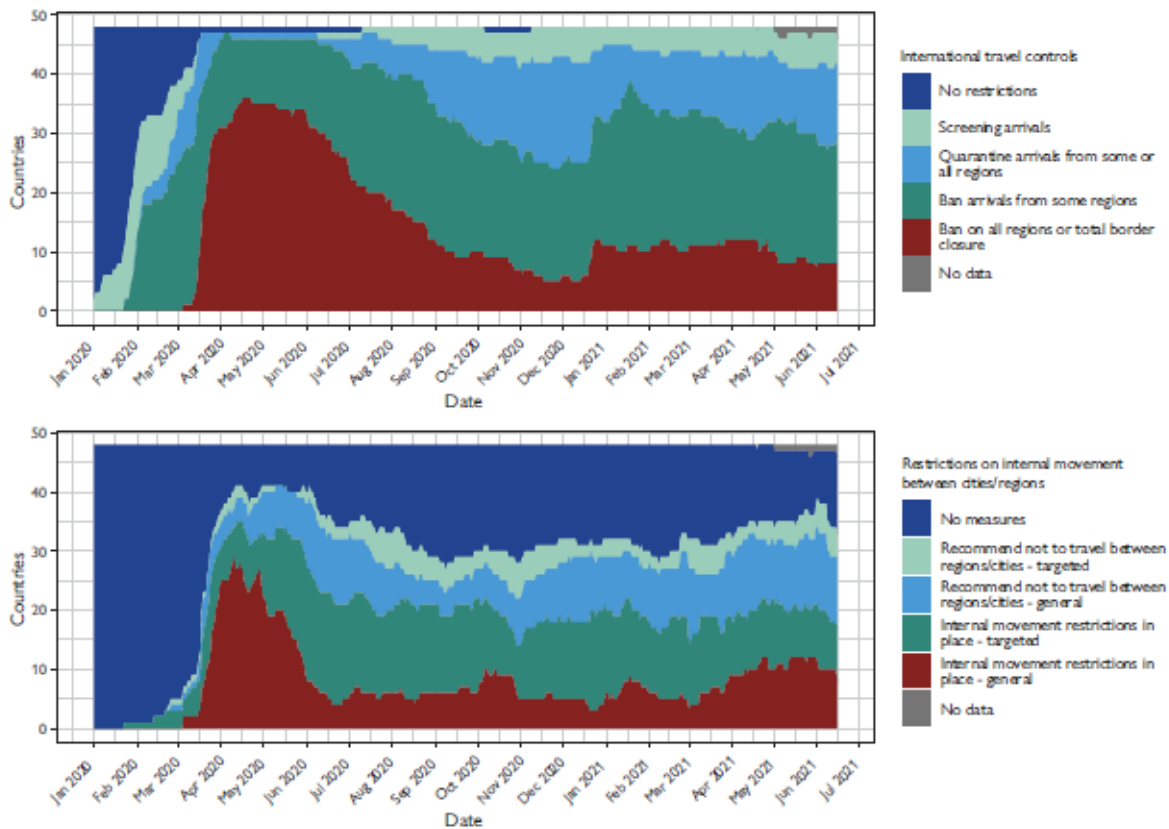 50
40
30
20
10
0
Countries
Jan 2020
Feb 2020
Mar 2020
Apr 2020
May 2020
Jun 2020
Jul 2020
Aug 2020
Sep 2020
Oct 2020
Nov 2020
Dec 2020
Jan 2021
Feb 2021
Mar 2021
Apr 2021
May 2021
Jun 2021
Jul 2021
Date
International travel controls
No restrictions
Screening arrivals
Quarantine arrivals from some or
all regions
Ban arrivals from some regions
Ban on all regions or total border
closure
No data
50
40
30
20
10
0
Countries
Jan 2020
Feb 2020
Mar 2020
Apr 2020
May 2020
Jun 2020
Jul 2020
Aug 2020
Sep 2020
Oct 2020
Nov 2020
Dec 2020
Jan 2021
Feb 2021
Mar 2021
Apr 2021
May 2021
Jun 2021
Jul 2021
Date
Restrictions on internal movement
between cities/regions
No measures
Recommend not to travel between
regions/cities - targeted
Recommend not to travel between
regions/cities - general
Internal movement restrictions in
place - targeted
Internal movement restrictions in
place - general
No data